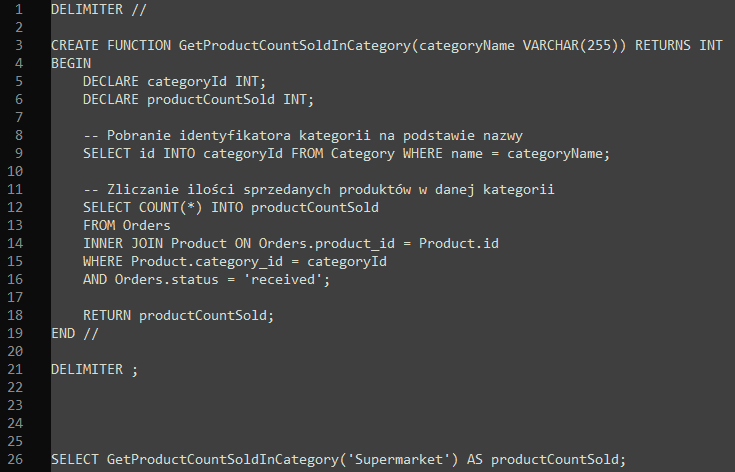 1 DELIMITER //
2
3 CREATE FUNCTION GetProductCountSoldInCategory(categoryName VARCHAR(255)) RETURNS INT
4 BEGIN
5     DECLARE categoryId INT;
6     DECLARE productCountSold INT;
7
8     -- Pobranie identyfikatora kategorii na podstawie nazwy
9     SELECT id INTO categoryId FROM Category WHERE name = categoryName;
10
11     -- Zliczanie ilości sprzedanych produktów w danej kategorii
12     SELECT COUNT(*) INTO productCountSold
13     FROM Orders
14     INNER JOIN Product ON Orders.product_id = Product.id
15     WHERE Product.category_id = categoryId
16     AND Orders.status = 'received';
17
18     RETURN productCountSold;
19 END //
20
21 DELIMITER ;
22
23
24
25
26 SELECT GetProductCountSoldInCategory('Supermarket') AS productCountSold;